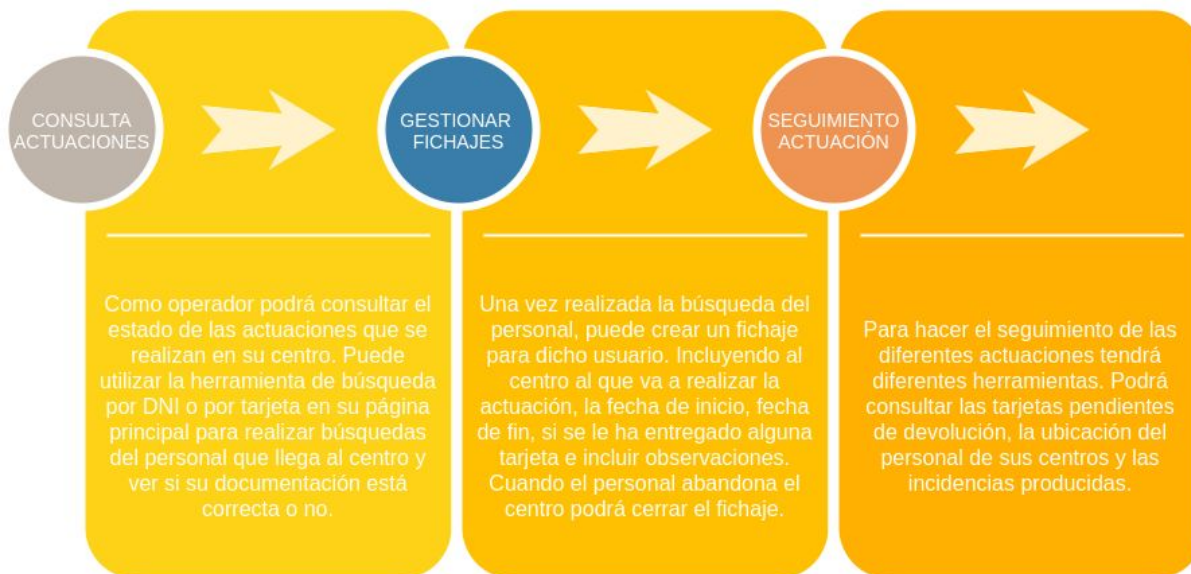 CONSULTA
ACTUACIONES
GESTIONAR
FICHAJES
SEGUIMIENTO
ACTUACIÓN
Como operador podrá consultar el
estado de las actuaciones que se
realizan en su centro. Puede
utilizar la herramienta de búsqueda
por DNI o por tarjeta en su página
principal para realizar búsquedas
del personal que llega al centro y
ver si su documentación está
correcta o no.
Una vez realizada la búsqueda del
personal, puede crear un fichaje
para dicho usuario. Incluyendo al
centro al que va a realizar la
actuación, la fecha de inicio, fecha
de fin, si se le ha entregado alguna
tarjeta e incluir observaciones.
Cuando el personal abandona el
centro podrá cerrar el fichaje.
Para hacer el seguimiento de las
diferentes actuaciones tendrá
diferentes herramientas. Podrá
consultar las tarjetas pendientes
de devolución, la ubicación del
personal de sus centros y las
incidencias producidas.